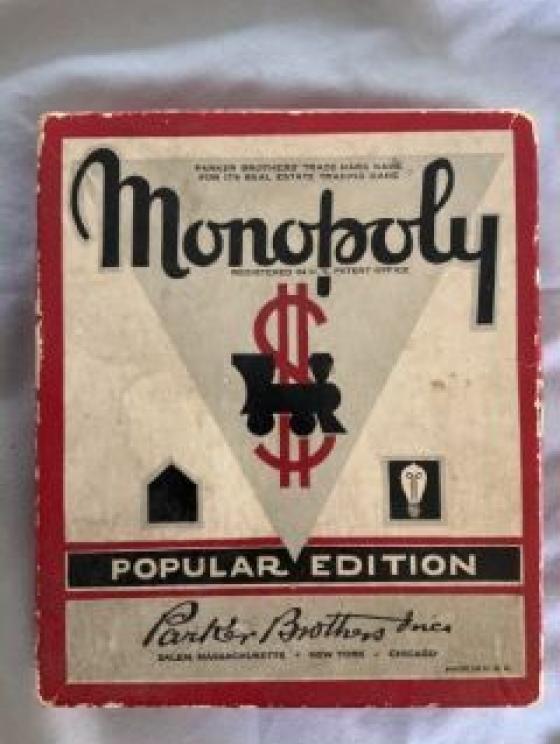 PARKER BROTHERS' TRADE MARK NAME
FOR ITS REAL ESTATE TRADING GAME
Monopoly
REGISTERED IN U. S. PATENT OFFICE
$
POPULAR EDITION
Parker Brothers Inc.
SALEM, MASSACHUSETTS • NEW YORK • CHICAGO